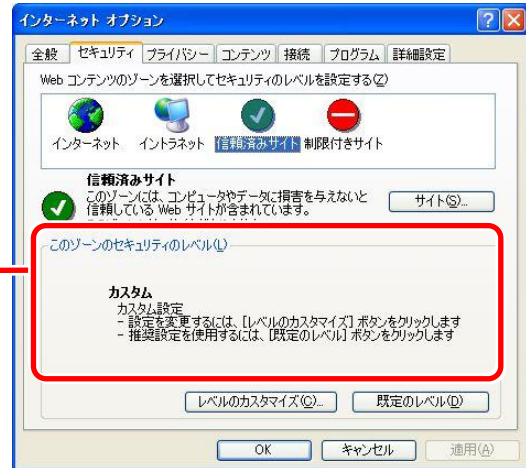 インターネット オプション
全般 セキュリティ プライバシー コンテンツ 接続 プログラム 詳細設定
Web コンテンツのゾーンを選択してセキュリティのレベルを設定する(Z)
インターネット イントラネット 信頼済みサイト 制限付きサイト
信頼済みサイト
このゾーンには、コンピュータやデータに損害を与えないと
信頼している Web サイトが含まれています。
サイト(S)...
このゾーンのセキュリティのレベル(L)
カスタム
カスタム設定
- 設定を変更するには、[レベルのカスタマイズ] ボタンをクリックします
- 推奨設定を使用するには、[既定のレベル] ボタンをクリックします
レベルのカスタマイズ(C)... 既定のレベル(D)
OK キャンセル 適用(A)